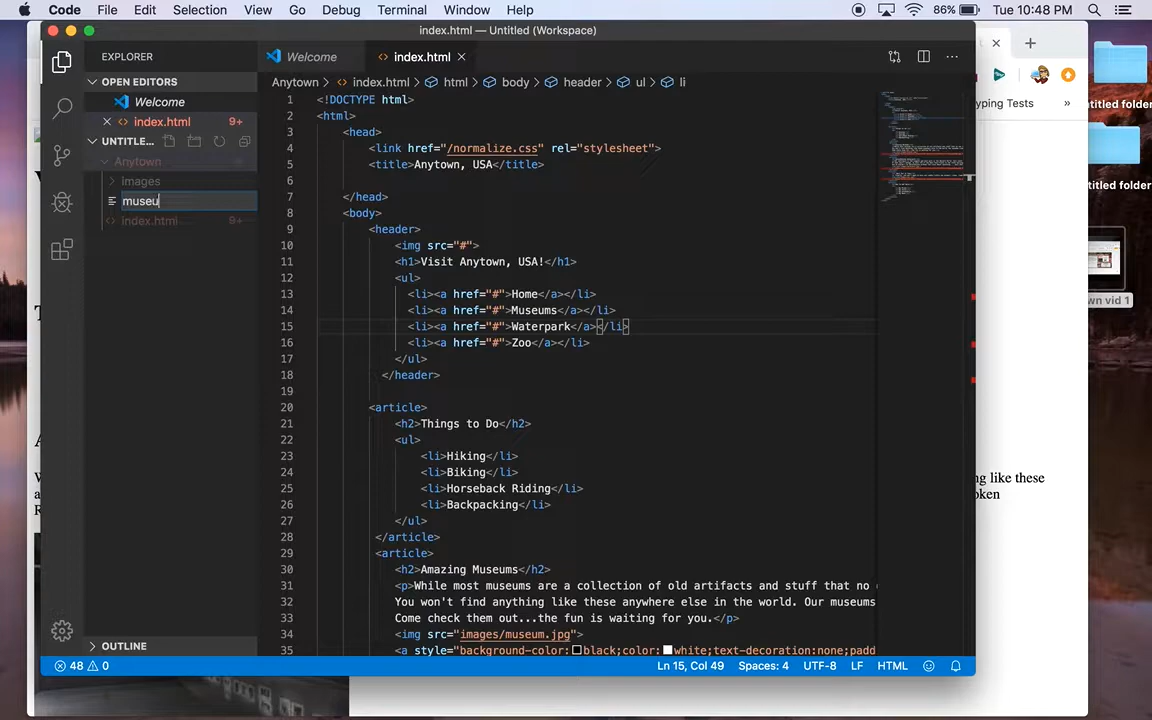 Code File Edit Selection View Go Debug Terminal Window Help 86% Tue 10:48 PM
index.html — Untitled (Workspace)
EXPLORER
Welcome
index.html
OPEN EDITORS
Welcome
index.html 9+
UNTITLE...
Anytown
images
museu
index.html 9+
OUTLINE
Anytown > index.html > html > body > header > ul > li
1 <!DOCTYPE html>
2 <html>
3 <head>
4 <link href="/normalize.css" rel="stylesheet">
5 <title>Anytown, USA</title>
6
7 </head>
8 <body>
9 <header>
10 <img src="#">
11 <h1>Visit Anytown, USA!</h1>
12 <ul>
13 <li><a href="#">Home</a></li>
14 <li><a href="#">Museums</a></li>
15 <li><a href="#">Waterpark</a></li>
16 <li><a href="#">Zoo</a></li>
17 </ul>
18 </header>
19
20 <article>
21 <h2>Things to Do</h2>
22 <ul>
23 <li>Hiking</li>
24 <li>Biking</li>
25 <li>Horseback Riding</li>
26 <li>Backpacking</li>
27 </ul>
28 </article>
29 <article>
30 <h2>Amazing Museums</h2>
31 <p>While most museums are a collection of old artifacts and stuff that no
32 You won't find anything like these anywhere else in the world. Our museums
33 Come check them out...the fun is waiting for you.</p>
34 <img src="images/museum.jpg">
35 <a style="background-color:black;color:white;text-decoration:none;padd
48 0 Ln 15, Col 49 Spaces: 4 UTF-8 LF HTML
yping Tests »
titled folder
titled folder
wn vid 1
ng like these
oken